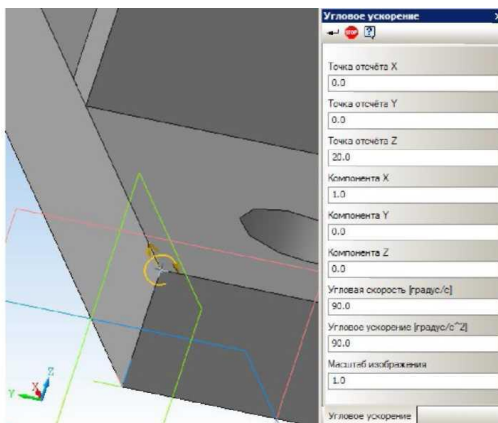 Угловое ускорение
STOP
Точка отсчёта X
0.0
Точка отсчёта Y
0.0
Точка отсчёта Z
20.0
Компонента X
1.0
Компонента Y
0.0
Компонента Z
0.0
Угловая скорость [градус/с]
90.0
Угловое ускорение [градус/с^2]
90.0
Масштаб изображения
1.0
Угловое ускорение
Z
X
Y